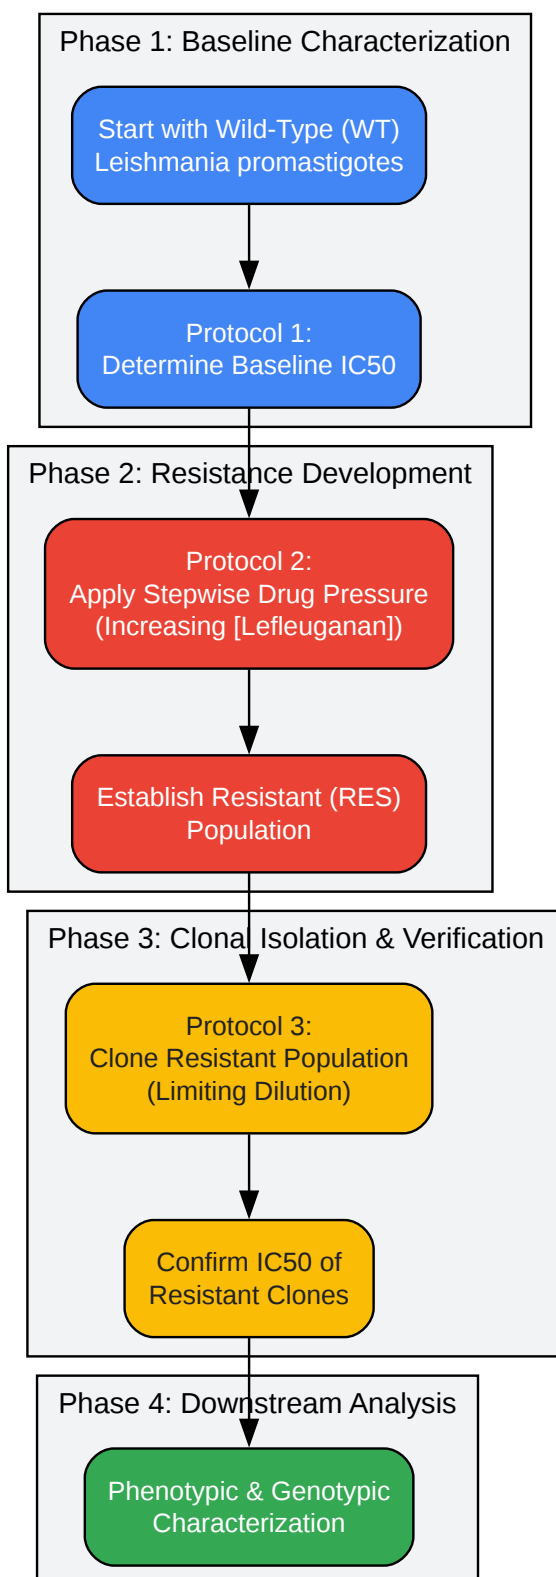 Phase 1: Baseline Characterization
Start with Wild-Type (WT)
Leishmania promastigotes
Protocol 1:
Determine Baseline IC50
Phase 2: Resistance Development
Protocol 2:
Apply Stepwise Drug Pressure
(Increasing [Lefleuganan])
Establish Resistant (RES)
Population
Phase 3: Clonal Isolation & Verification
Protocol 3:
Clone Resistant Population
(Limiting Dilution)
Confirm IC50 of
Resistant Clones
Phase 4: Downstream Analysis
Phenotypic & Genotypic
Characterization